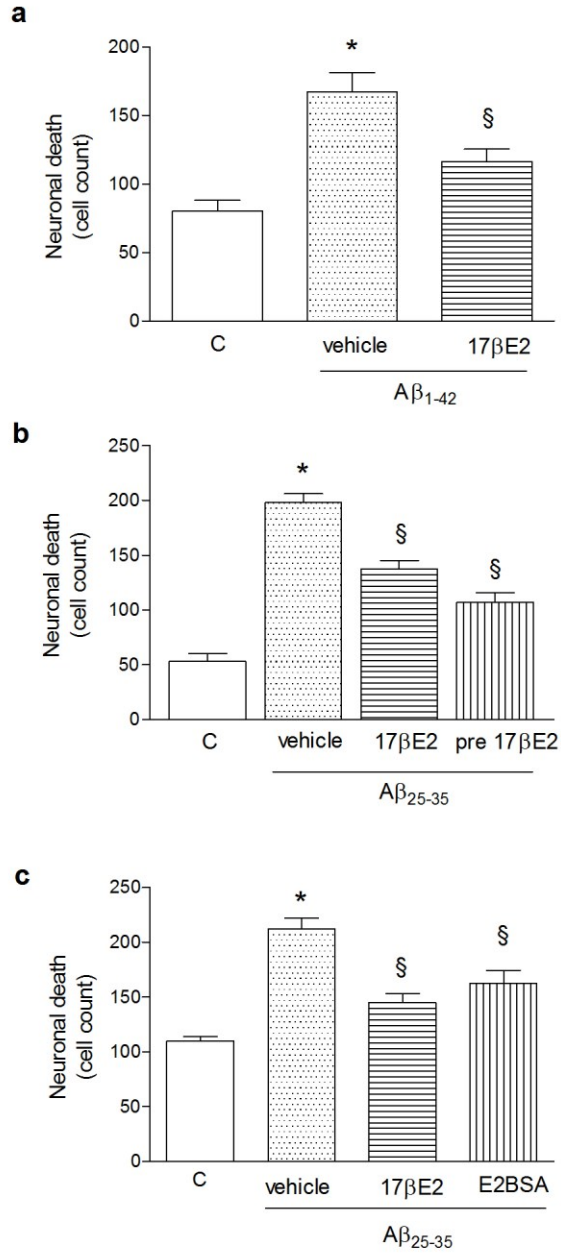 a
Neuronal death
(cell count)
200
150
100
50
0
*
§
C vehicle 17βE2
Aβ1-42
b
Neuronal death
(cell count)
250
200
150
100
50
0
*
§
§
C vehicle 17βE2 pre 17βE2
Aβ25-35
c
Neuronal death
(cell count)
250
200
150
100
50
0
*
§
§
C vehicle 17βE2 E2BSA
Aβ25-35